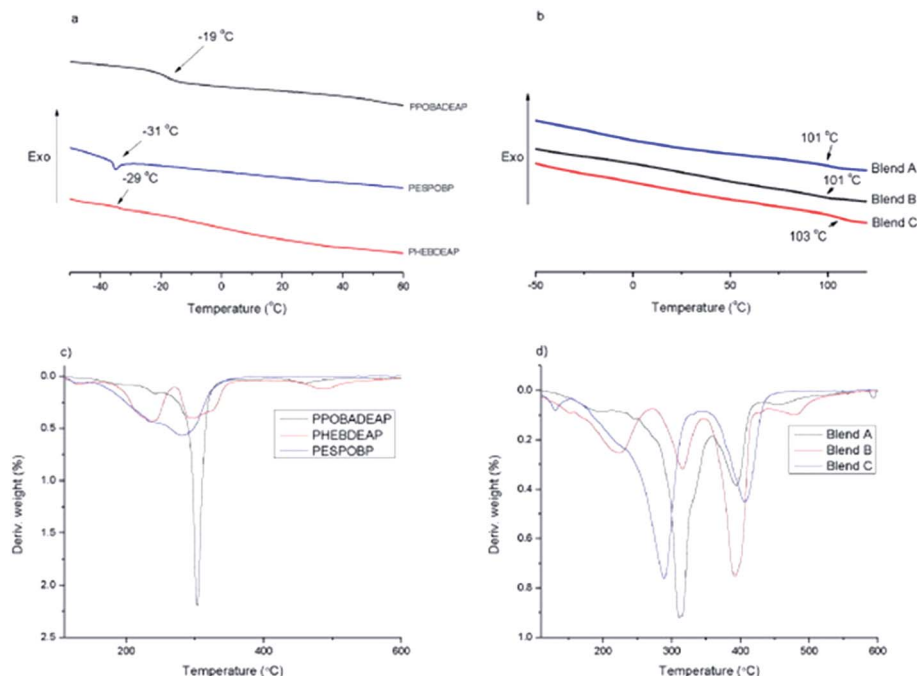 a
-19 °C
PPOBADEAP
-31 °C
Exo
-29 °C
PESPOBP
PHEBDEAP
-40 -20 0 20 40 60
Temperature (°C)
b
Exo
101 °C
Blend A
101 °C
Blend B
Blend C
103 °C
-50 0 50 100
Temperature (°C)
c)
0.0
0.5
1.0
1.5
2.0
2.5
Deriv. weight (%)
PPOBADEAP
PHEBDEAP
PESPOBP
200 400 600
Temperature (°C)
d)
0.0
0.2
0.4
0.6
0.8
1.0
Deriv. weight (%)
Blend A
Blend B
Blend C
200 300 400 500 600
Temperature (°C)